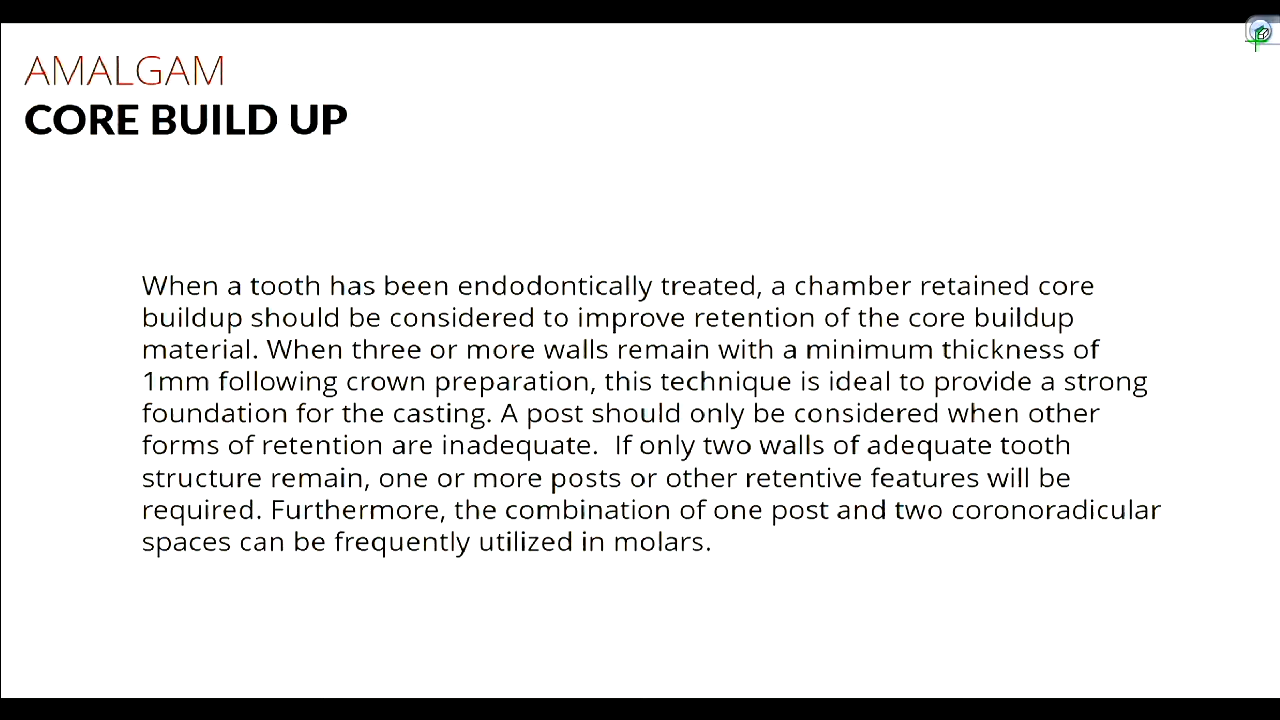 AMALGAM
CORE BUILD UP
When a tooth has been endodontically treated, a chamber retained core
buildup should be considered to improve retention of the core buildup
material. When three or more walls remain with a minimum thickness of
1mm following crown preparation, this technique is ideal to provide a strong
foundation for the casting. A post should only be considered when other
forms of retention are inadequate.  If only two walls of adequate tooth
structure remain, one or more posts or other retentive features will be
required. Furthermore, the combination of one post and two coronoradicular
spaces can be frequently utilized in molars.